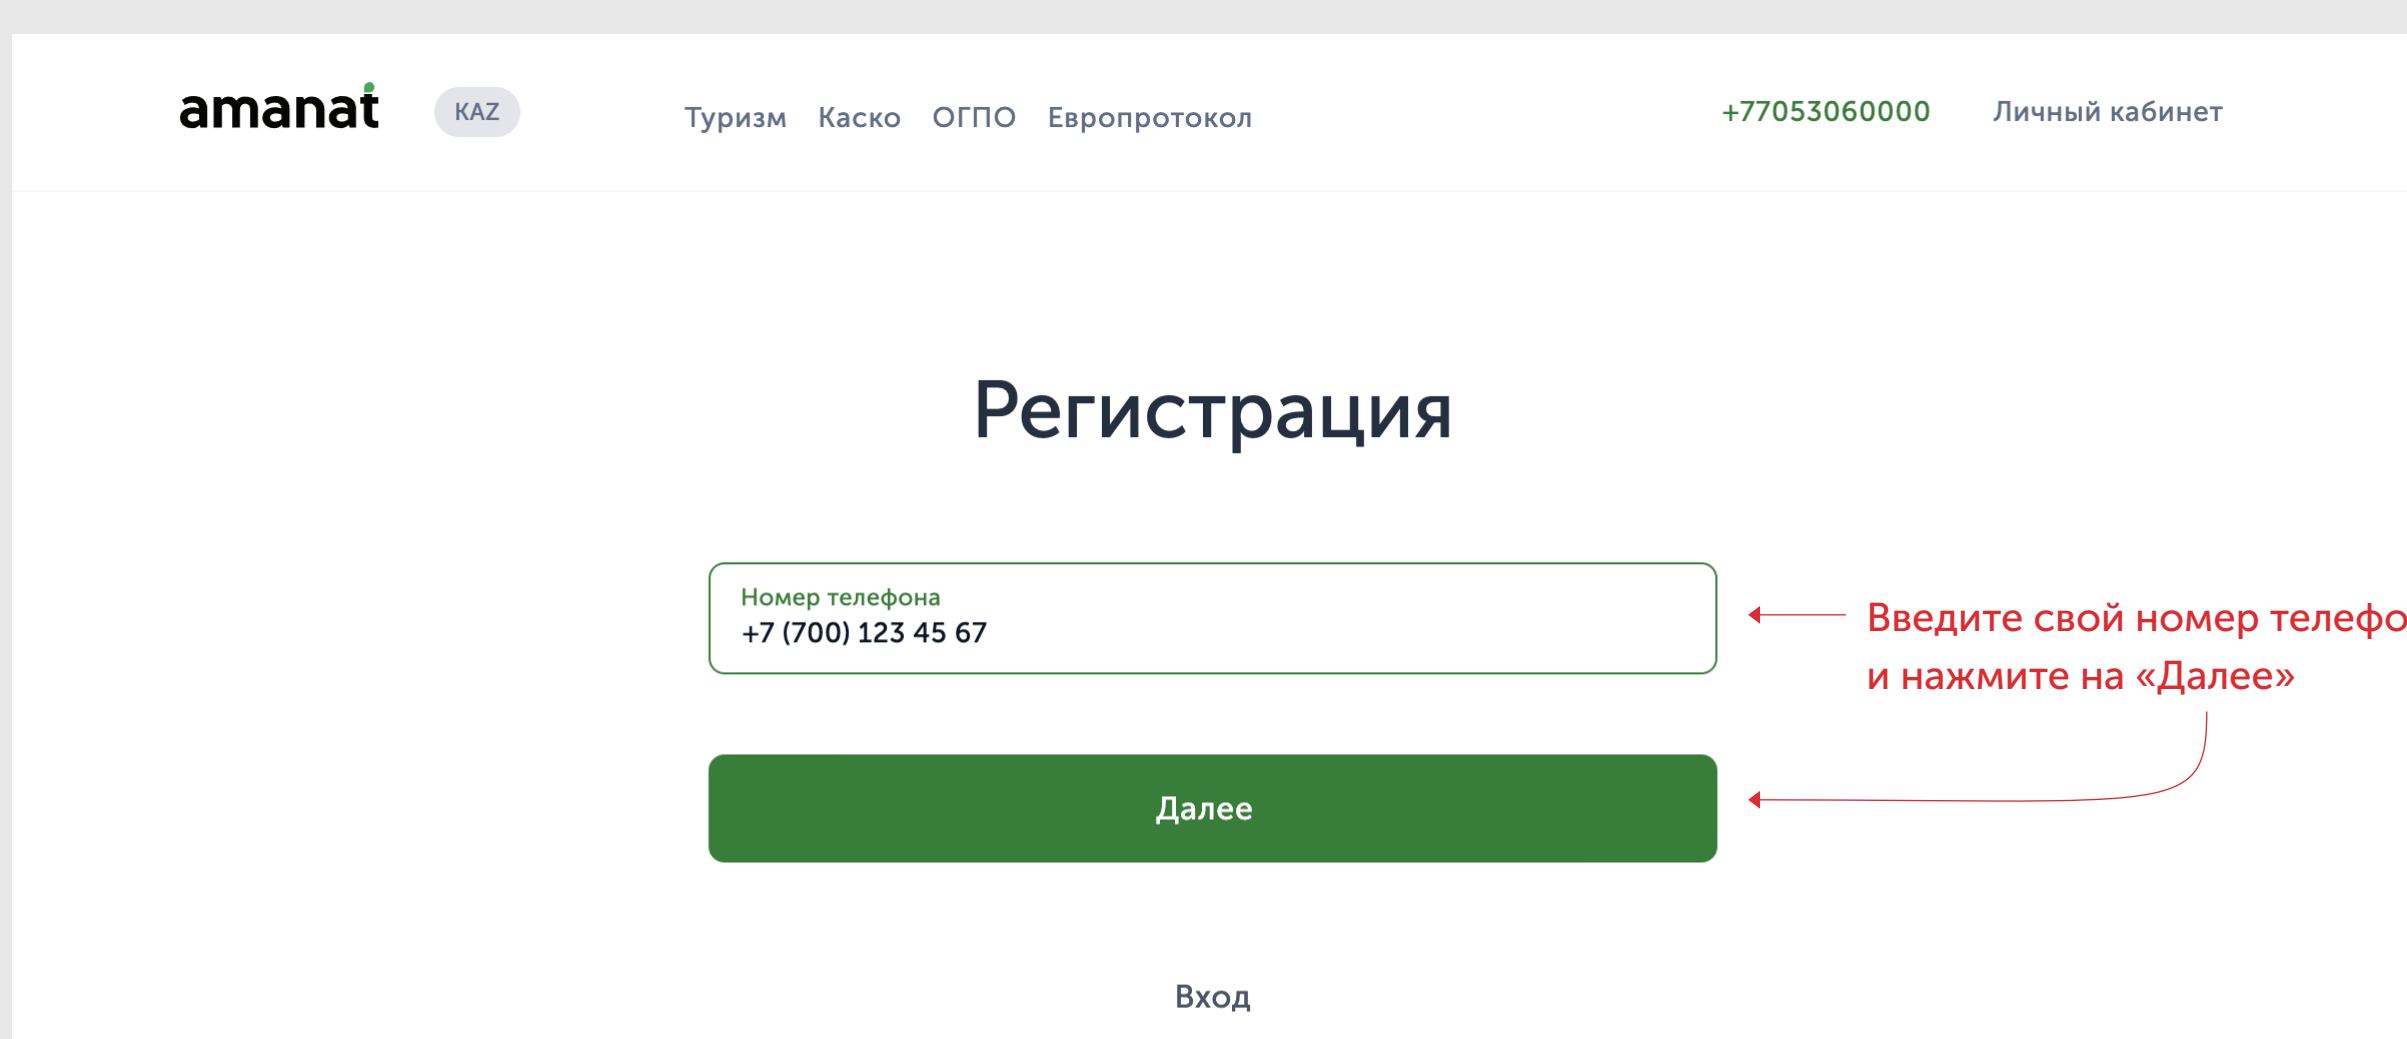 amanat KAZ Туризм Каско ОГПО Европротокол +77053060000 Личный кабинет
Регистрация
Номер телефона
+7 (700) 123 45 67
Введите свой номер
и нажмите на «Далее»
Далее
Вход